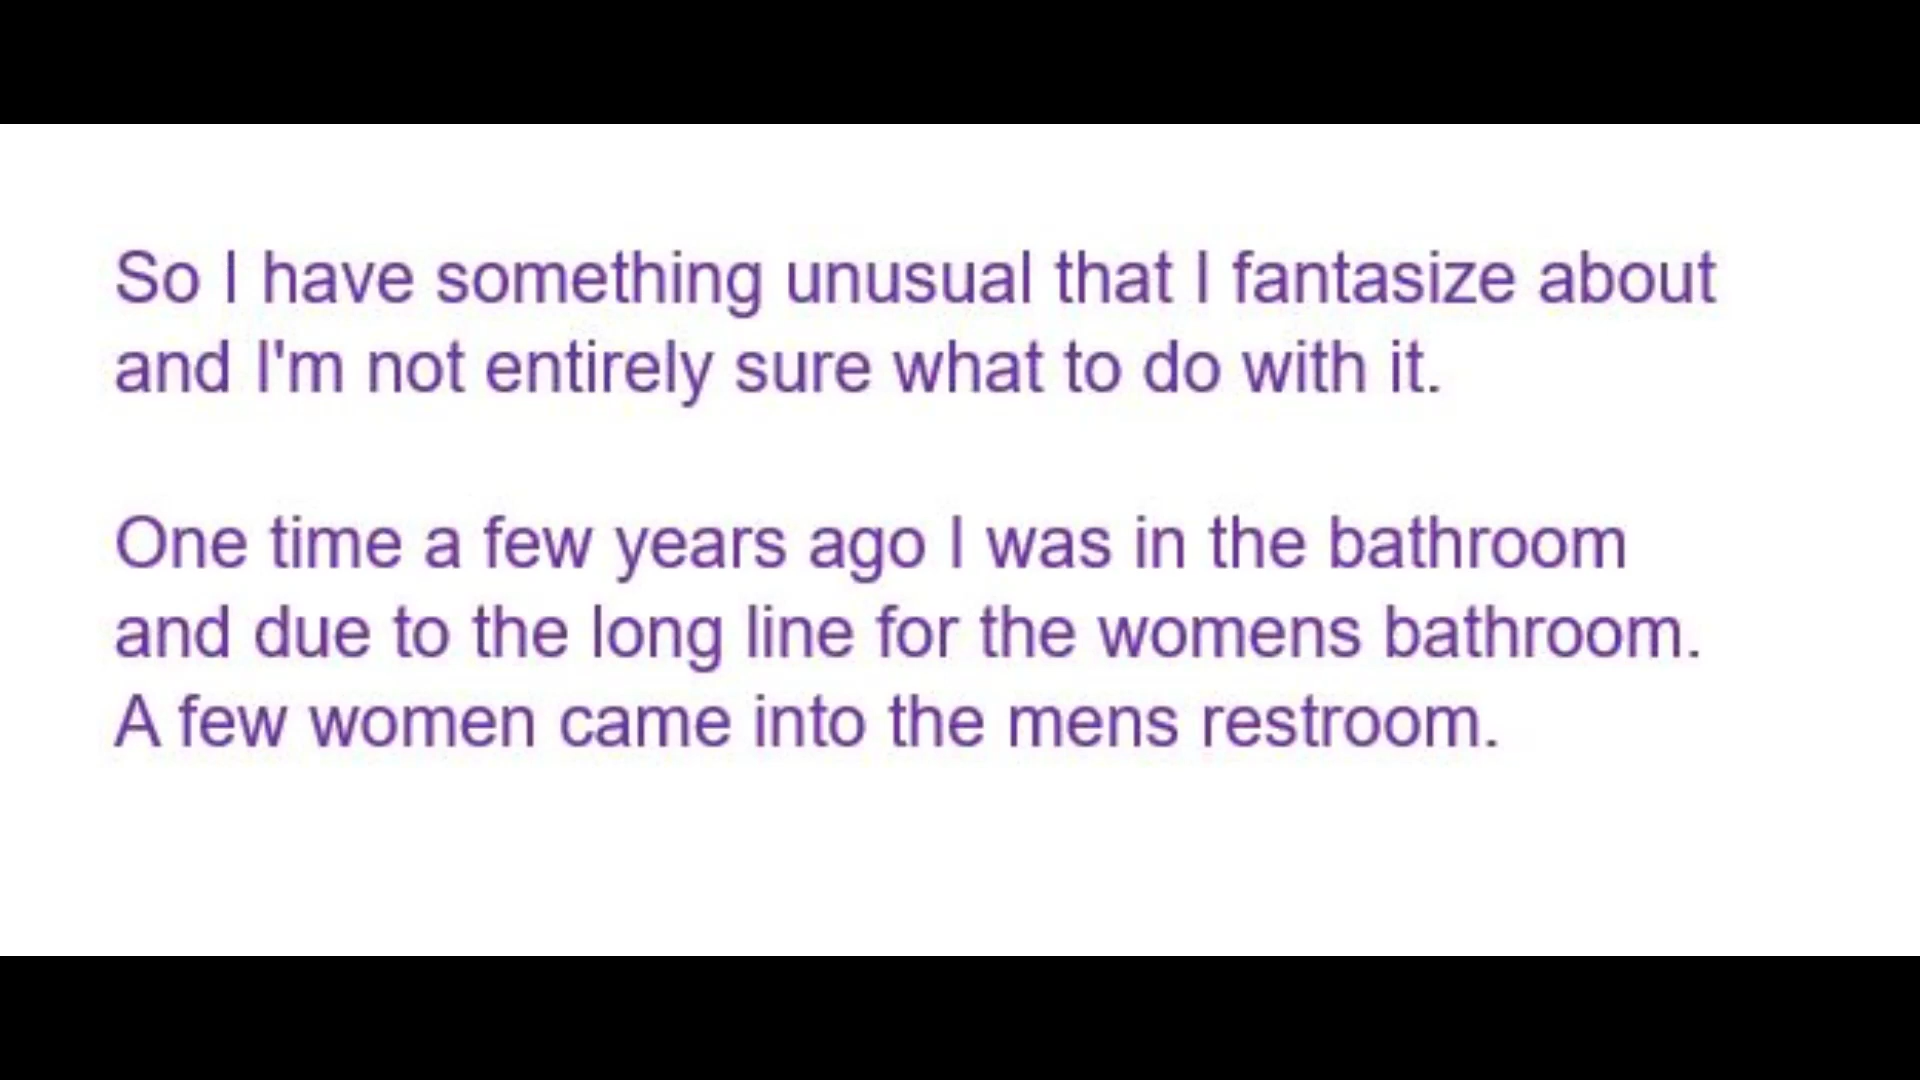 So I have something unusual that I fantasize about
and I'm not entirely sure what to do with it.
One time a few years ago I was in the bathroom
and due to the long line for the womens bathroom.
A few women came into the mens restroom.